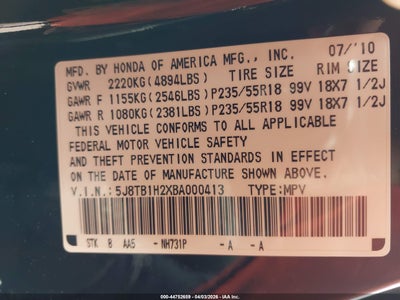 MFD. BY HONDA OF AMERICA MFG., INC. 07/'10
GVWR 2220KG(4894LBS) TIRE SIZE RIM SIZE
GAWR F 1155KG(2546LBS)P235/55R18 99V 18X7 1/2J
GAWR R 1080KG(2381LBS)P235/55R18 99V 18X7 1/2J
THIS VEHICLE CONFORMS TO ALL APPLICABLE
FEDERAL MOTOR VEHICLE SAFETY
AND THEFT PREVENTION STANDARDS IN EFFECT
ON THE DATE OF MANUFACTURE SHOWN ABOVE.
V.I.N.:5J8TB1H2XBA000413 TYPE:MPV
STK B AA5 - NH731P - A - A
IAA 000-44752659 - 04/03/2026 - IAAI.COM